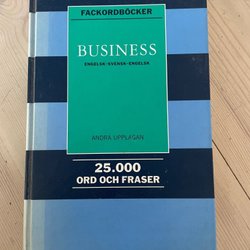 FACKORDBÖCKER
BUSINESS
ENGELSK-SVENSK-ENGELSK
ANDRA UPPLAGAN
25.000
ORD OCH FRASER